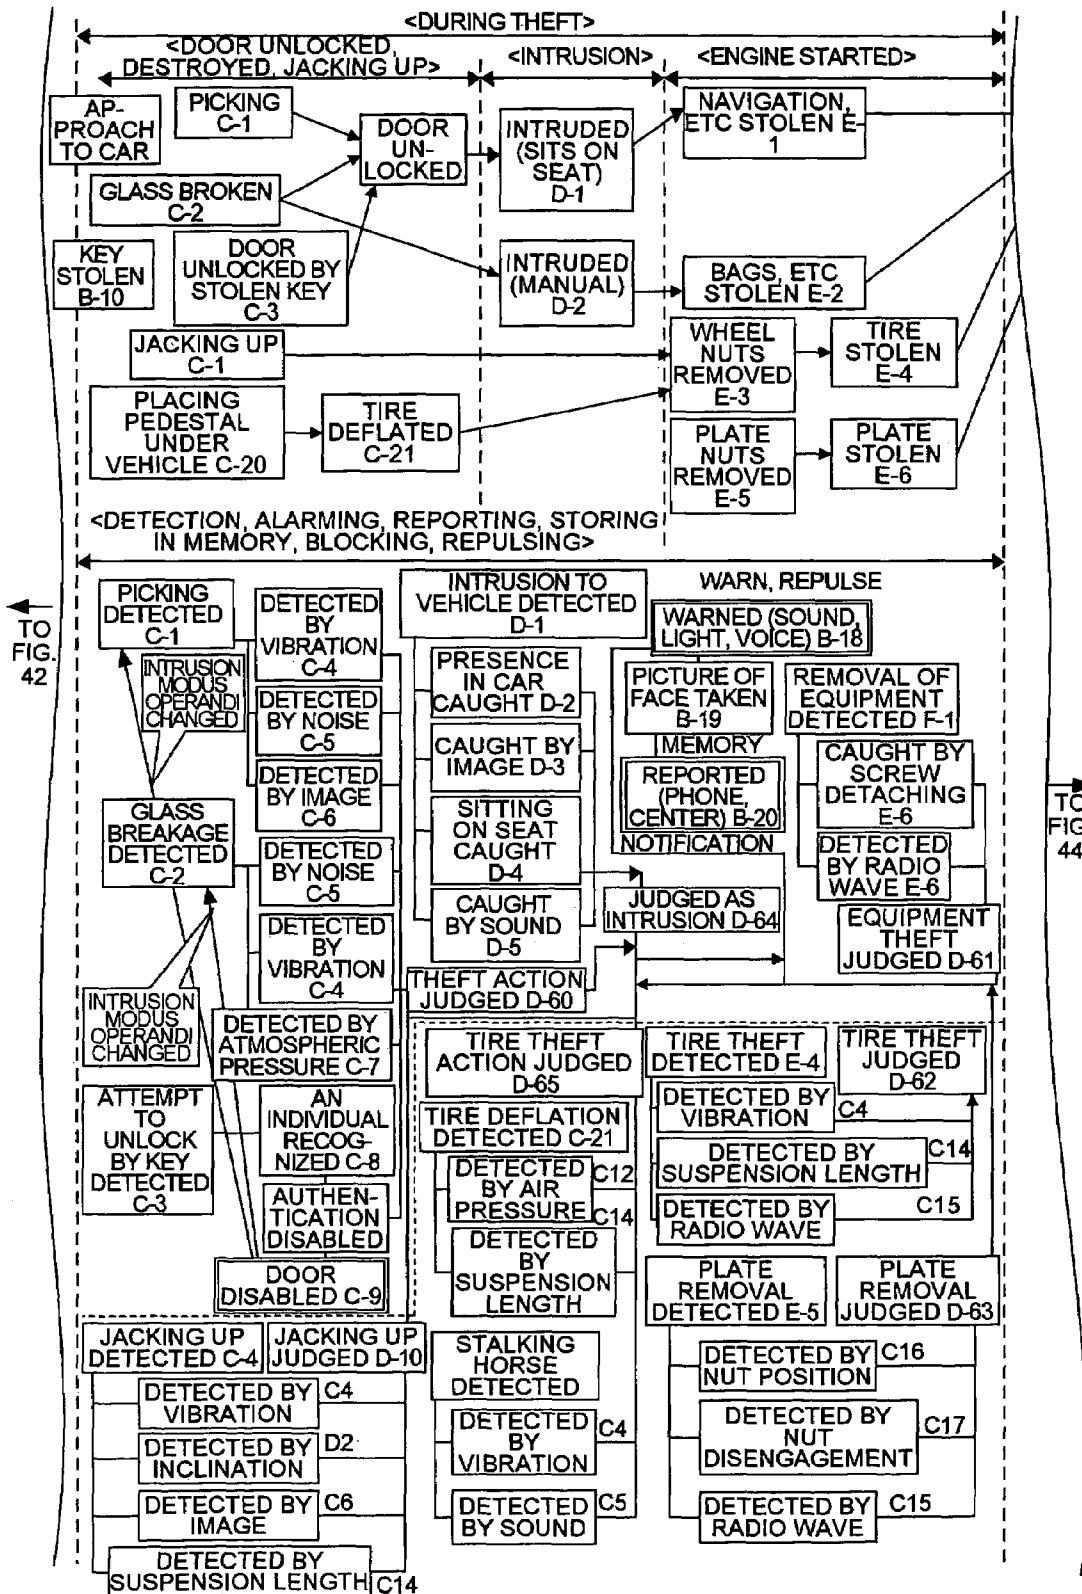 <DURING THEFT>
<DOOR UNLOCKED,
DESTROYED, JACKING UP>
<INTRUSION>
<ENGINE STARTED>
AP-
PROACH
TO CAR
PICKING
C-1
DOOR
UN-
LOCKED
INTRUDED
(SITS ON
SEAT)
D-1
NAVIGATION,
ETC STOLEN E-
1
GLASS BROKEN
C-2
KEY
STOLEN
B-10
DOOR
UNLOCKED BY
STOLEN KEY
C-3
INTRUDED
(MANUAL)
D-2
BAGS, ETC
STOLEN E-2
JACKING UP
C-1
WHEEL
NUTS
REMOVED
E-3
TIRE
STOLEN
E-4
PLACING
PEDESTAL
UNDER
VEHICLE C-20
TIRE
DEFLATED
C-21
PLATE
NUTS
REMOVED
E-5
PLATE
STOLEN
E-6
<DETECTION, ALARMING, REPORTING, STORING
IN MEMORY, BLOCKING, REPULSING>
TO
FIG.
42
PICKING
DETECTED
C-1
DETECTED
BY
VIBRATION
C-4
INTRUSION
MODUS
OPERANDI
CHANGED
DETECTED
BY NOISE
C-5
DETECTED
BY IMAGE
C-6
GLASS
BREAKAGE
DETECTED
C-2
DETECTED
BY NOISE
C-5
DETECTED
BY
VIBRATION
C-4
INTRUSION
MODUS
OPERANDI
CHANGED
DETECTED BY
ATMOSPHERIC
PRESSURE C-7
ATTEMPT
TO
UNLOCK
BY KEY
DETECTED
C-3
AN
INDIVIDUAL
RECOG-
NIZED C-8
AUTHEN-
TICATION
DISABLED
DOOR
DISABLED C-9
INTRUSION TO
VEHICLE DETECTED
D-1
PRESENCE
IN CAR
CAUGHT D-2
CAUGHT BY
IMAGE D-3
SITTING
ON SEAT
CAUGHT
D-4
CAUGHT
BY SOUND
D-5
THEFT ACTION
JUDGED D-60
WARN, REPULSE
WARNED (SOUND,
LIGHT, VOICE) B-18
PICTURE OF
FACE TAKEN
B-19
MEMORY
REPORTED
(PHONE,
CENTER) B-20
NOTIFICATION
JUDGED AS
INTRUSION D-64
REMOVAL OF
EQUIPMENT
DETECTED F-1
CAUGHT BY
SCREW
DETACHING
E-6
DETECTED
BY RADIO
WAVE E-6
EQUIPMENT
THEFT
JUDGED D-61
TO
FIG.
44
TIRE THEFT
ACTION JUDGED
D-65
TIRE DEFLATION
DETECTED C-21
DETECTED
BY AIR
PRESSURE
C12
C14
DETECTED
BY
SUSPENSION
LENGTH
TIRE THEFT
DETECTED E-4
TIRE THEFT
JUDGED
D-62
DETECTED BY
VIBRATION
C4
DETECTED BY
SUSPENSION LENGTH
C14
DETECTED BY
RADIO WAVE
C15
PLATE
REMOVAL
DETECTED E-5
PLATE
REMOVAL
JUDGED D-63
DETECTED BY
NUT POSITION
C16
DETECTED BY
NUT
DISENGAGEMENT
C17
DETECTED BY
RADIO WAVE
C15
JACKING UP
DETECTED C-4
JACKING UP
JUDGED D-10
DETECTED BY
VIBRATION
C4
DETECTED BY
INCLINATION
D2
DETECTED BY
IMAGE
C6
DETECTED BY
SUSPENSION LENGTH
C14
STALKING
HORSE
DETECTED
DETECTED
BY
VIBRATION
C4
DETECTED
BY SOUND
C5